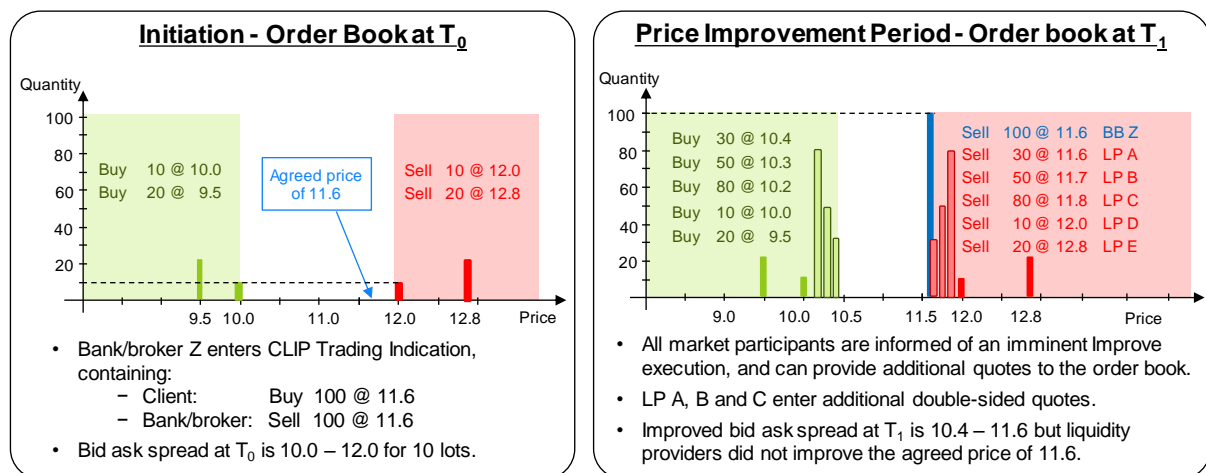 Initiation - Order Book at T0
Quantity
100
80
60
40
20
Buy 10 @ 10.0
Buy 20 @ 9.5
Agreed price
of 11.6
Sell 10 @ 12.0
Sell 20 @ 12.8
9.5 10.0 11.0 12.0 12.8 Price
• Bank/broker Z enters CLIP Trading Indication,
containing:
− Client: Buy 100 @ 11.6
− Bank/broker: Sell 100 @ 11.6
• Bid ask spread at T0 is 10.0 – 12.0 for 10 lots.
Price Improvement Period - Order book at T1
Quantity
100
80
60
40
20
Buy 30 @ 10.4
Buy 50 @ 10.3
Buy 80 @ 10.2
Buy 10 @ 10.0
Buy 20 @ 9.5
Sell 100 @ 11.6 BB Z
Sell 30 @ 11.6 LP A
Sell 50 @ 11.7 LP B
Sell 80 @ 11.8 LP C
Sell 10 @ 12.0 LP D
Sell 20 @ 12.8 LP E
9.0 10.0 10.5 11.5 12.0 12.8 Price
• All market participants are informed of an imminent Improve
execution, and can provide additional quotes to the order book.
• LP A, B and C enter additional double-sided quotes.
• Improved bid ask spread at T1 is 10.4 – 11.6 but liquidity
providers did not improve the agreed price of 11.6.